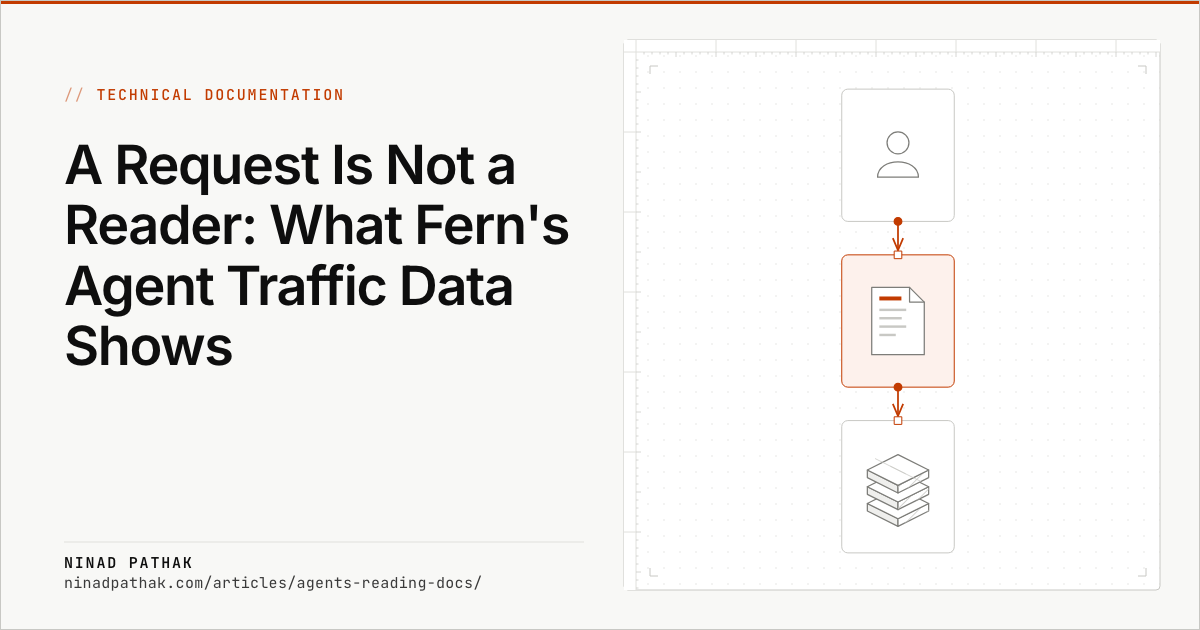 // TECHNICAL DOCUMENTATION
A Request Is Not a
Reader: What Fern's
Agent Traffic Data
Shows
NINAD PATHAK
ninadpathak.com/articles/agents-reading-docs/